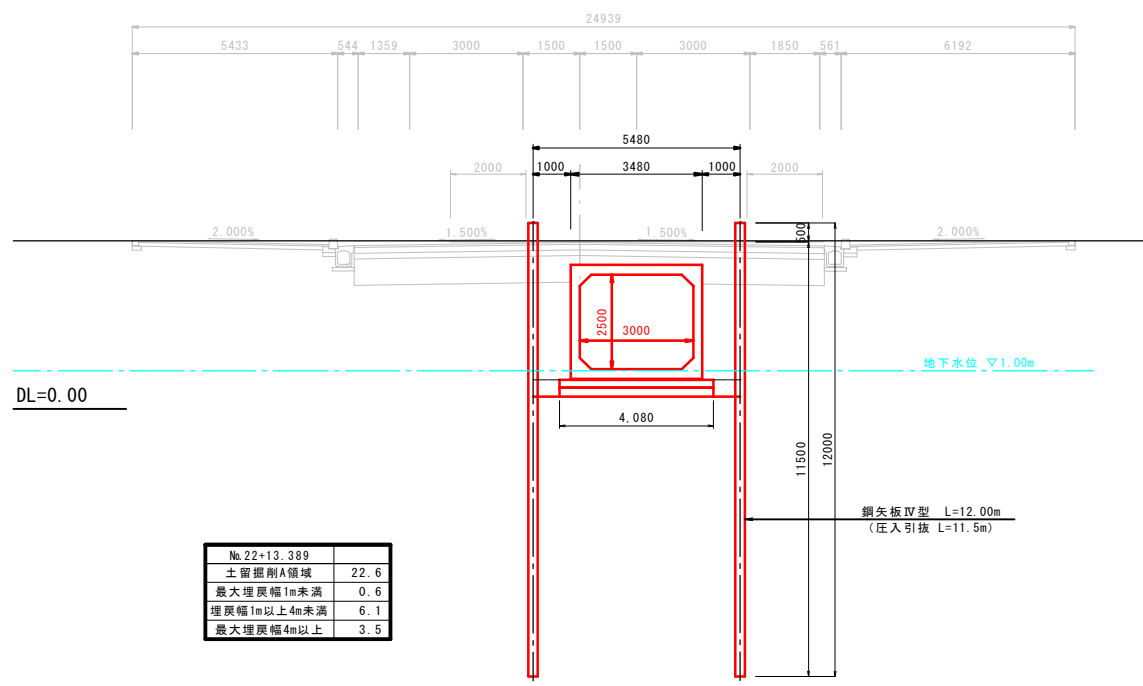 24939
5433 544 1359 3000 1500 1500 3000 1850 561 6192
5480
2000 1000 3480 1000 2000
500
2.000% 1.500% 1.500% 2.000%
2500
3000
地下水位 ▽1.00m
DL=0.00
4,080
11500
12000
鋼矢板Ⅳ型 L=12.00m
(圧入引抜 L=11.5m)
№22+13.389
土留掘削A領域 22.6
最大埋戻幅1m未満 0.6
埋戻幅1m以上4m未満 6.1
最大埋戻幅4m以上 3.5